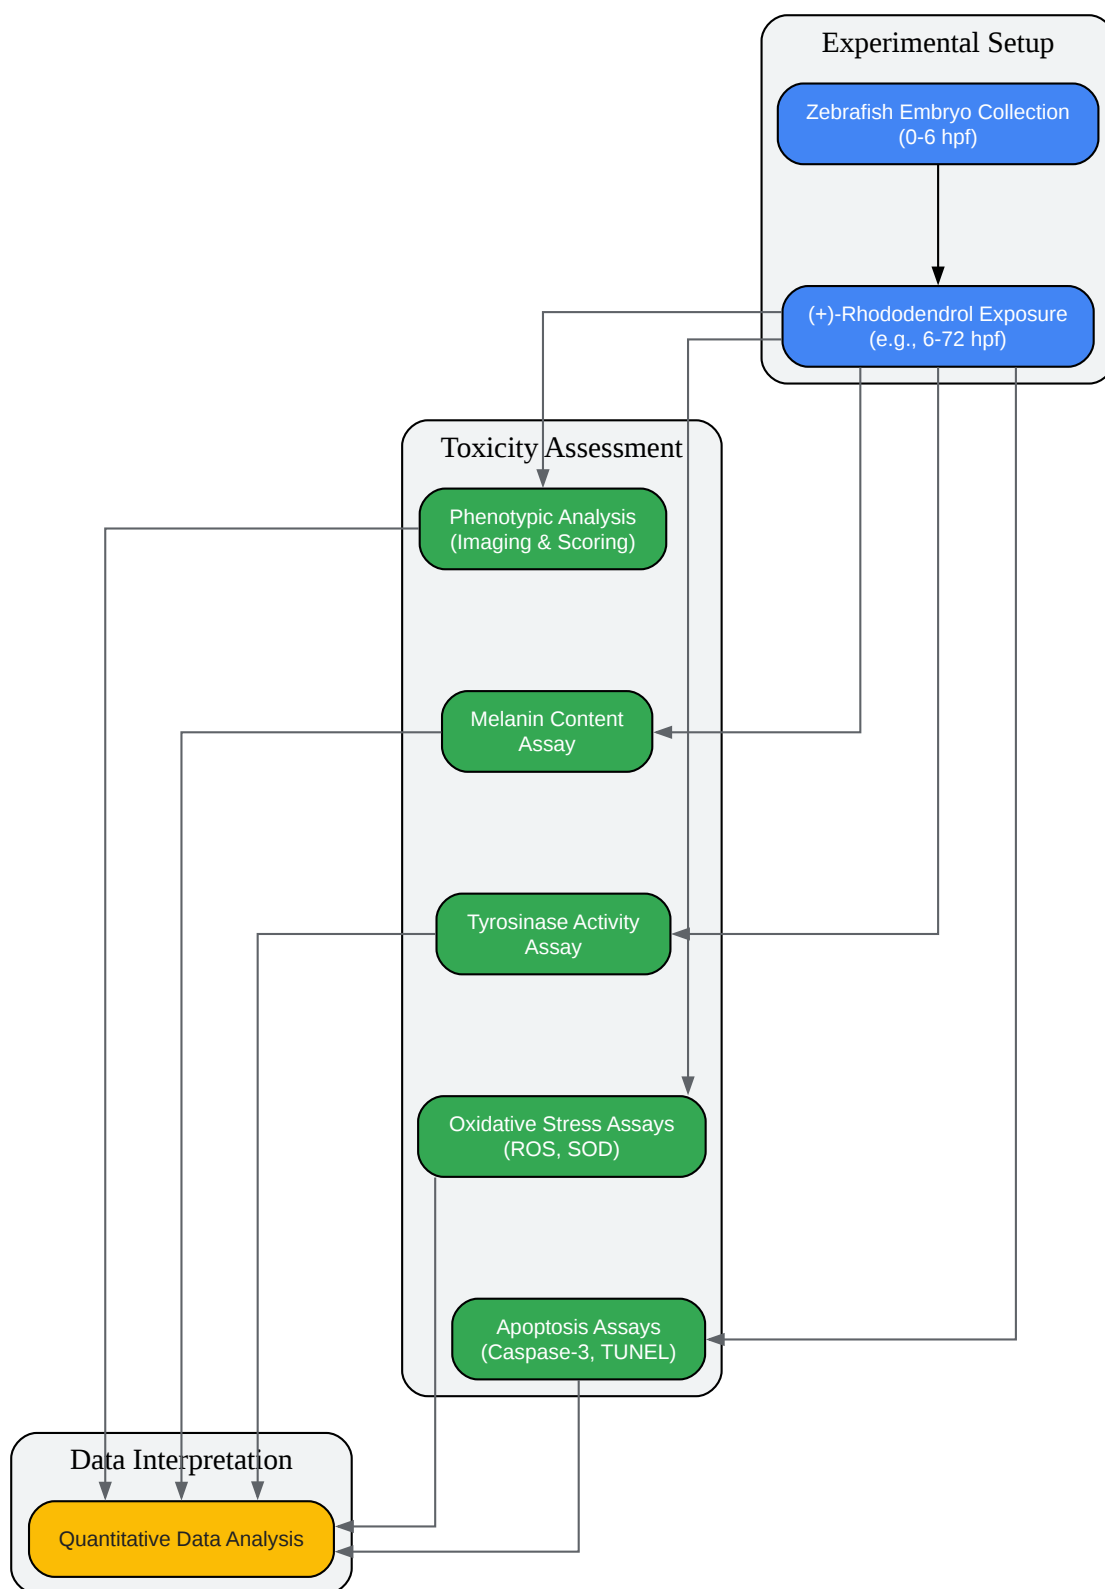 Experimental Setup
Zebrafish Embryo Collection
(0-6 hpf)
(+)-Rhododendrol Exposure
(e.g., 6-72 hpf)
Toxicity Assessment
Phenotypic Analysis
(Imaging & Scoring)
Melanin Content
Assay
Tyrosinase Activity
Assay
Oxidative Stress Assays
(ROS, SOD)
Apoptosis Assays
(Caspase-3, TUNEL)
Data Interpretation
Quantitative Data Analysis